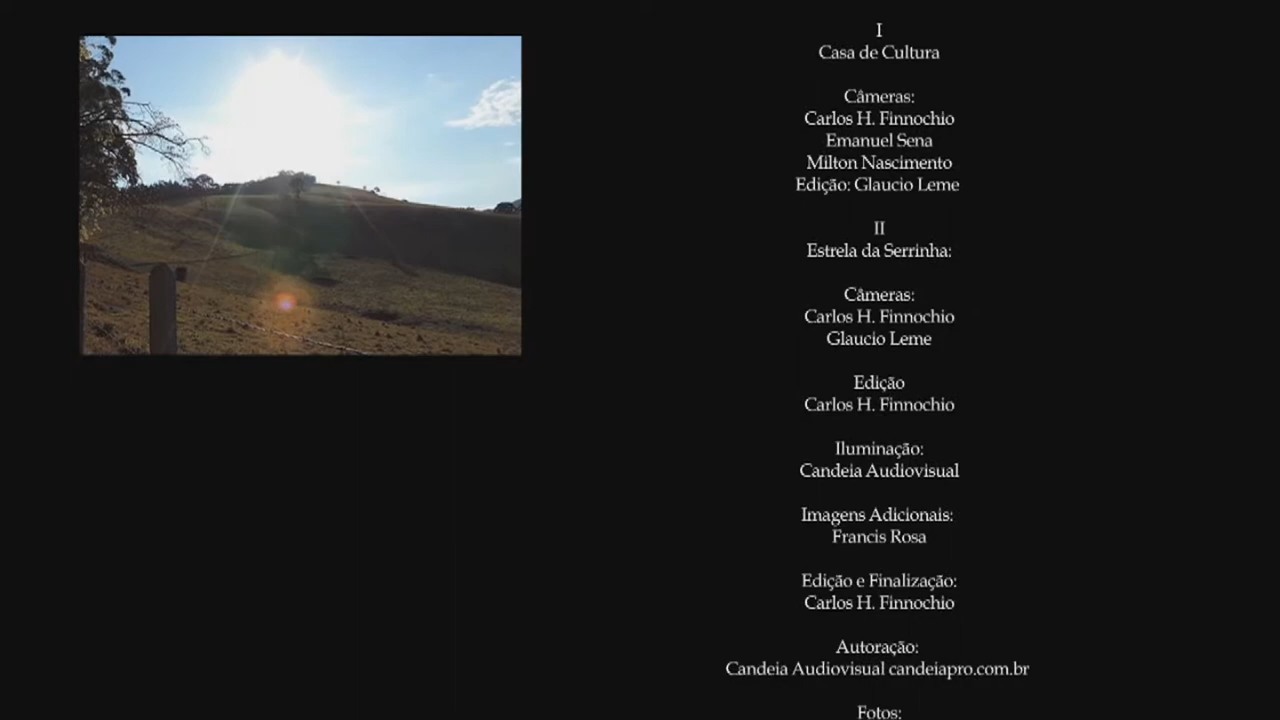 I
Casa de Cultura
Câmeras:
Carlos H. Finnochio
Emanuel Sena
Milton Nascimento
Edição: Glaucio Leme
II
Estrela da Serrinha:
Câmeras:
Carlos H. Finnochio
Glaucio Leme
Edição
Carlos H. Finnochio
Iluminação:
Candeia Audiovisual
Imagens Adicionais:
Francis Rosa
Edição e Finalização:
Carlos H. Finnochio
Autoração:
Candeia Audiovisual candeiapro.com.br
Fotos: